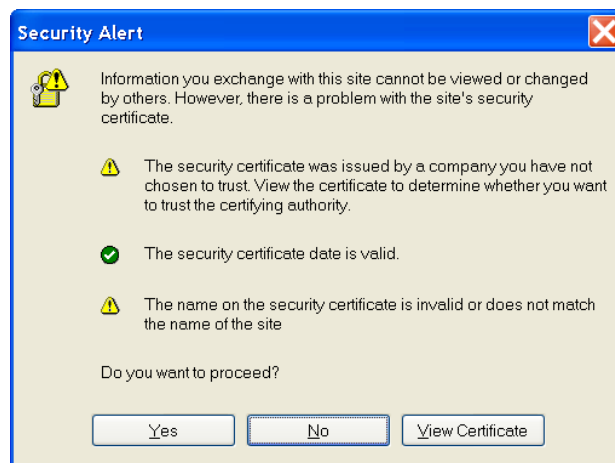 Security Alert
Information you exchange with this site cannot be viewed or changed
by others. However, there is a problem with the site's security
certificate.
The security certificate was issued by a company you have not
chosen to trust. View the certificate to determine whether you want
to trust the certifying authority.
The security certificate date is valid.
The name on the security certificate is invalid or does not match
the name of the site
Do you want to proceed?
Yes
No
View Certificate